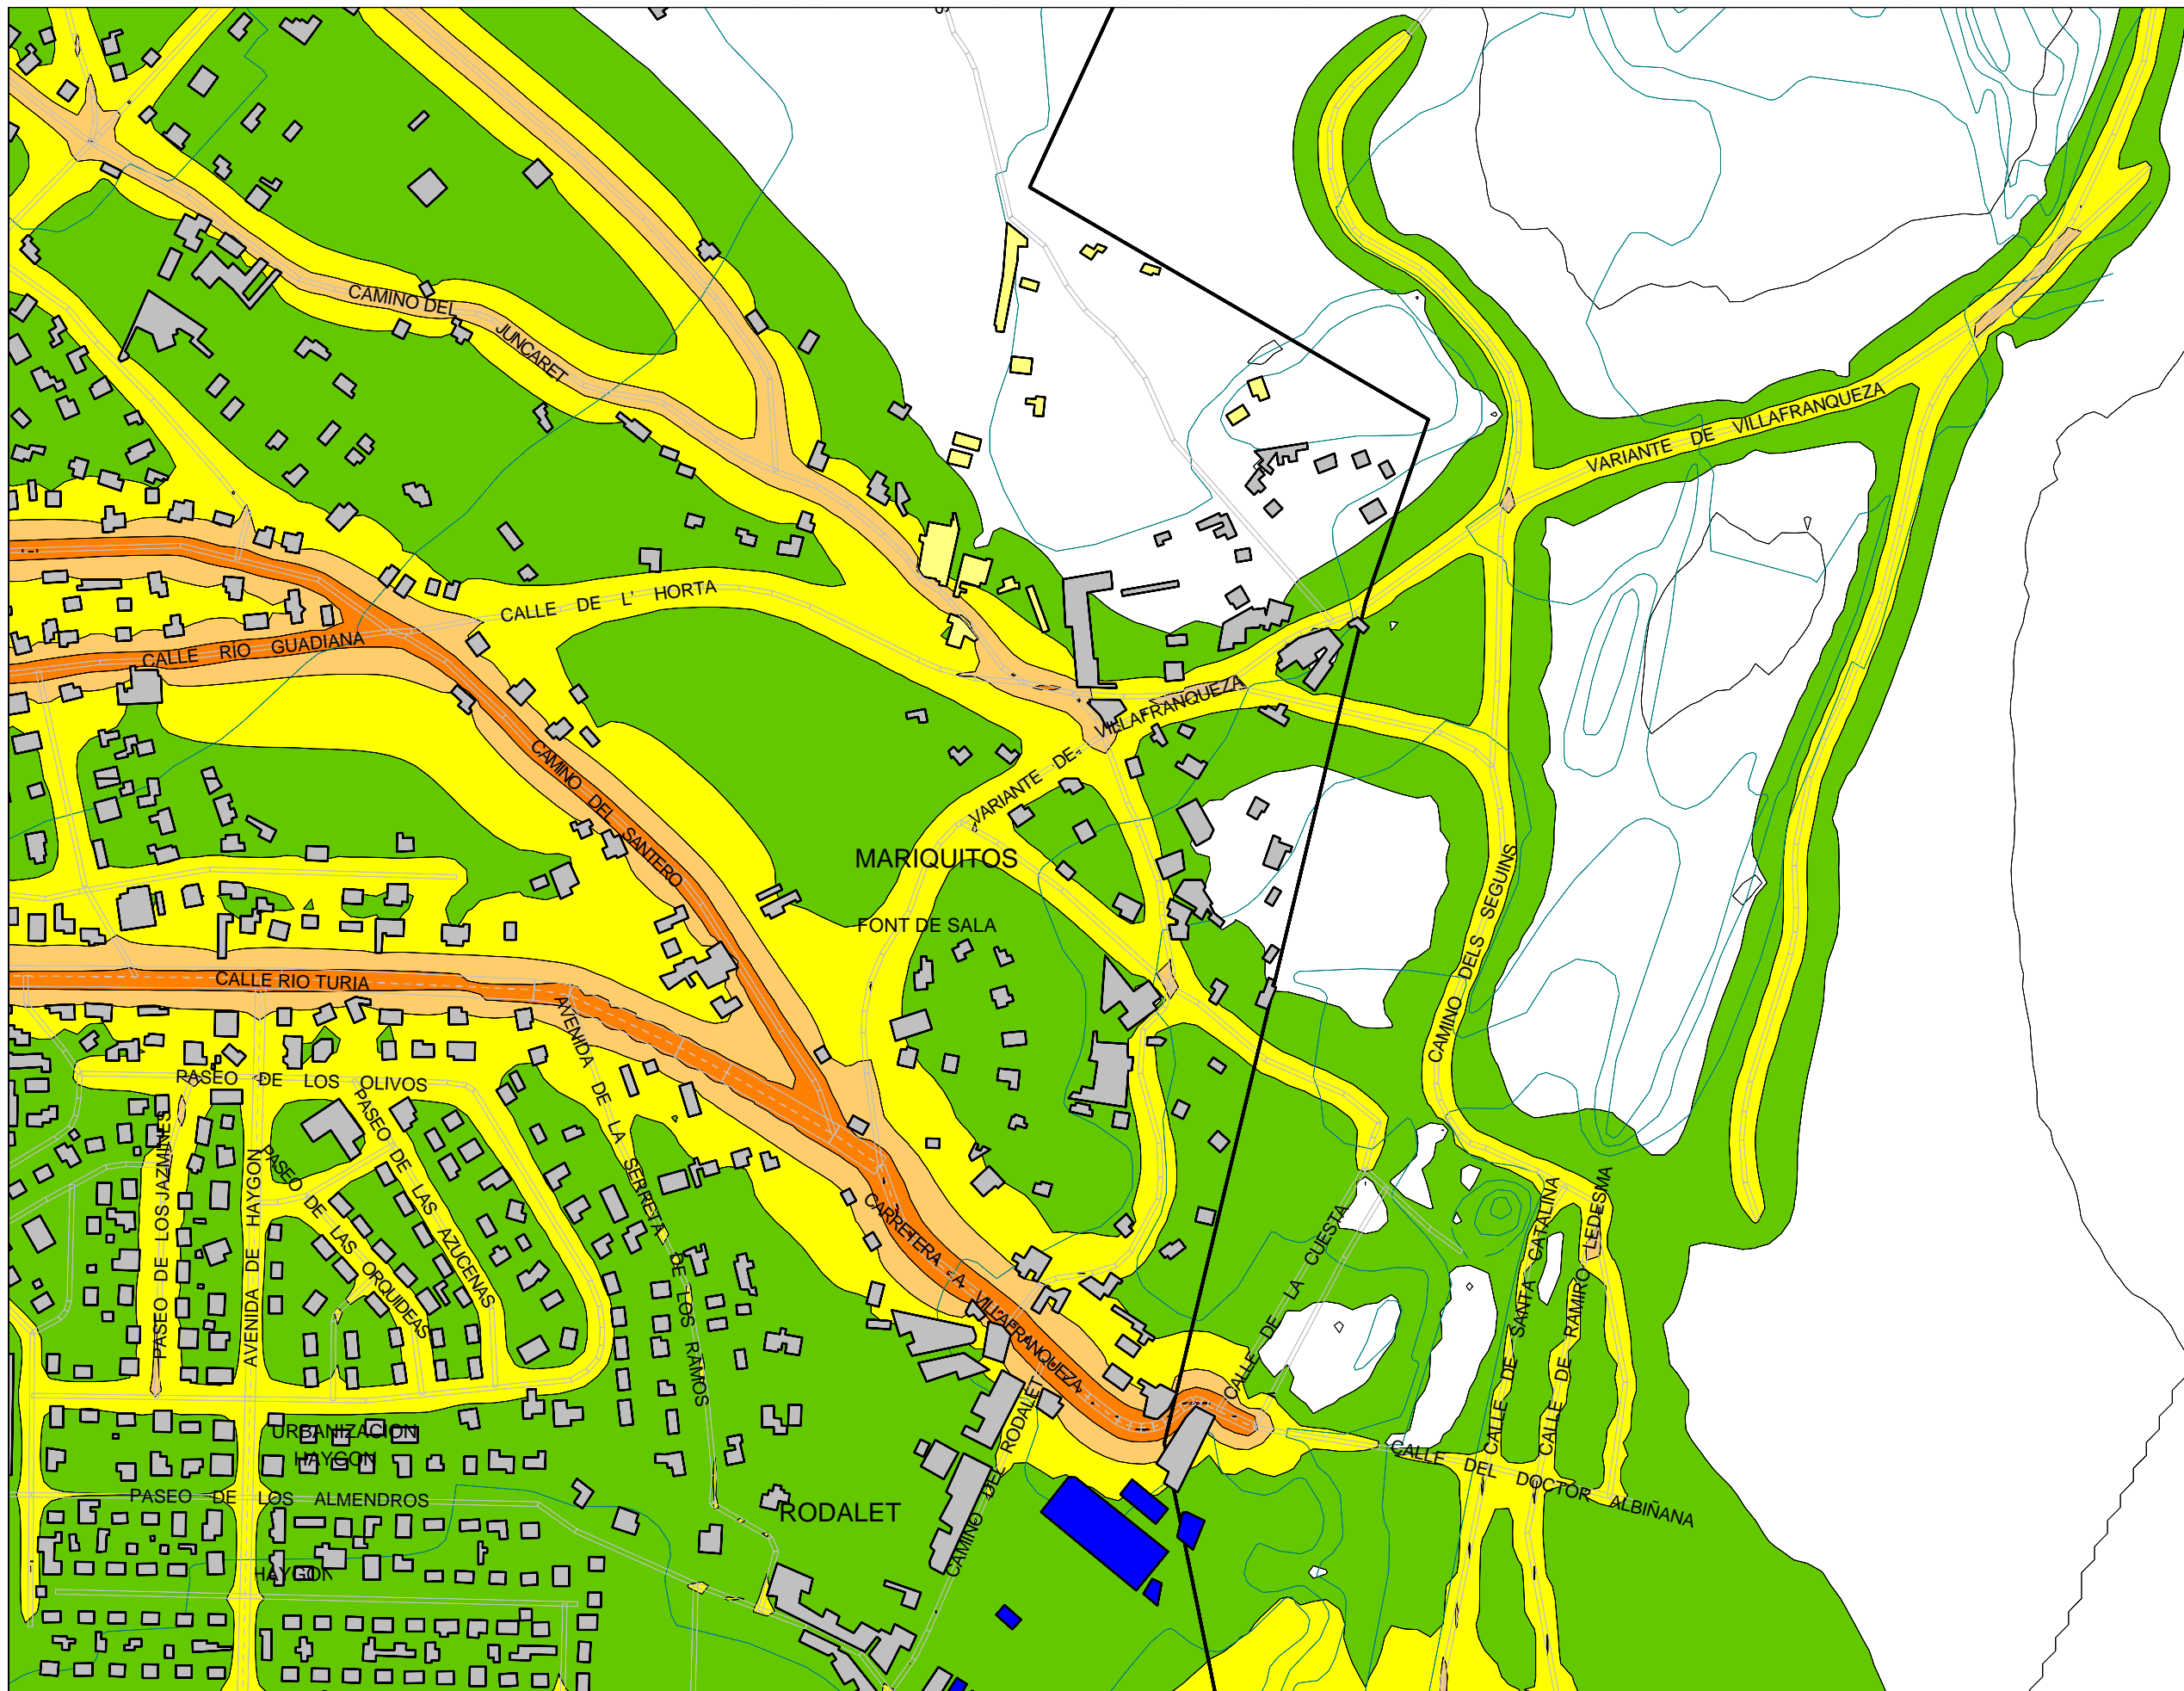 CAMINO DEL
JUNCARET
VARIANTE DE VILLAFRANQUEZA
CALLE DE L' HORTA
CALLE RÍO GUADIANA
VARIANTE DE VILLAFRANQUEZA
CAMINO DEL SANTERO
MARIQUITOS
FONT DE SALA
CAMINO DELS SEGUINS
CALLE RIO TURIA
AVENIDA DE LA SERRETA DE LOS RAMOS
PASEO DE LOS OLIVOS
PASEO DE LOS JAZMINES
AVENIDA DE HAYGON
PASEO DE LAS AZUCENAS
PASEO DE LAS ORQUIDEAS
CARRETERA A VILLAFRANQUEZA
CALLE DE LA CUESTA
CALLE DE SANTA CATALINA
CALLE DE RAMIRO LEDESMA
CAMINO DEL RODALET
CALLE DEL DOCTOR ALBIÑANA
URBANIZACION
HAYGON
PASEO DE LOS ALMENDROS
RODALET
HAYGON